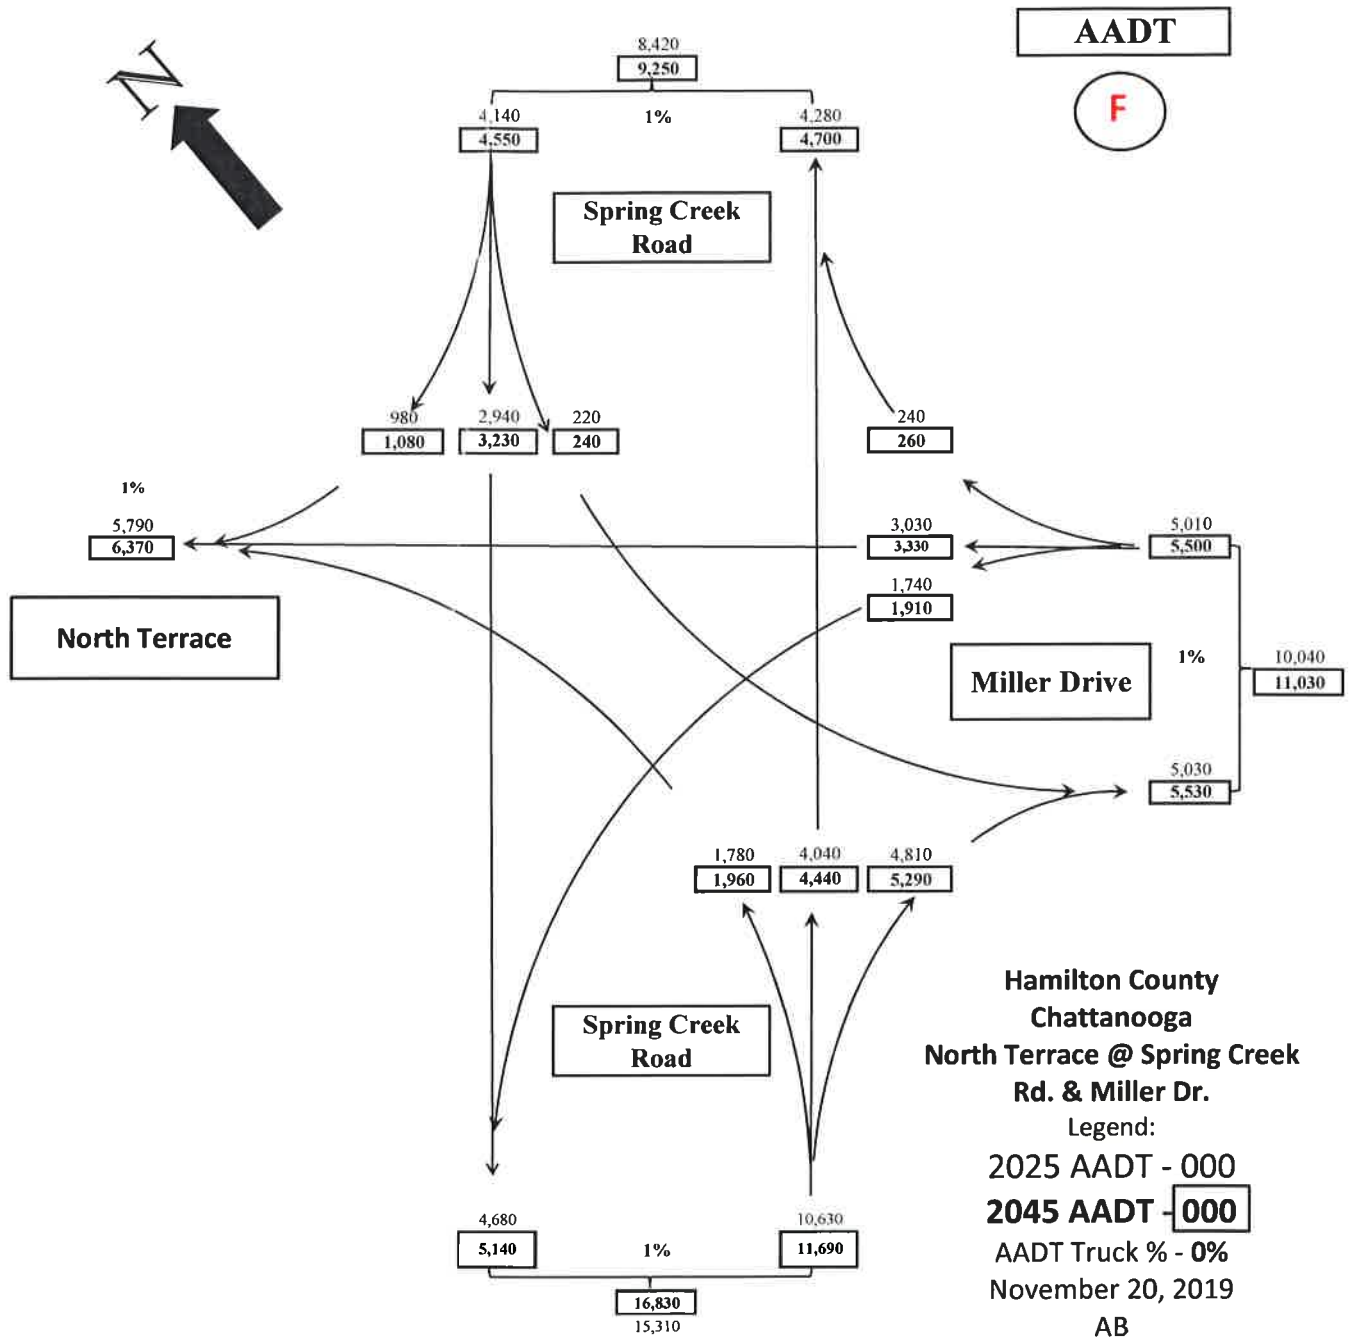 AADT
F
N
8,420
9,250
4,140
1%
4,280
4,550
4,700
Spring Creek
Road
980
2,940
220
240
1,080
3,230
240
260
1%
5,790
3,030
5,010
6,370
3,330
5,500
1,740
1,910
North Terrace
Miller Drive
1%
10,040
11,030
5,030
5,530
1,780
4,040
4,810
1,960
4,440
5,290
Spring Creek
Road
Hamilton County
Chattanooga
North Terrace @ Spring Creek
Rd. & Miller Dr.
Legend:
2025 AADT - 000
2045 AADT - 000
AADT Truck % - 0%
November 20, 2019
AB
4,680
10,630
5,140
1%
11,690
16,830
15,310